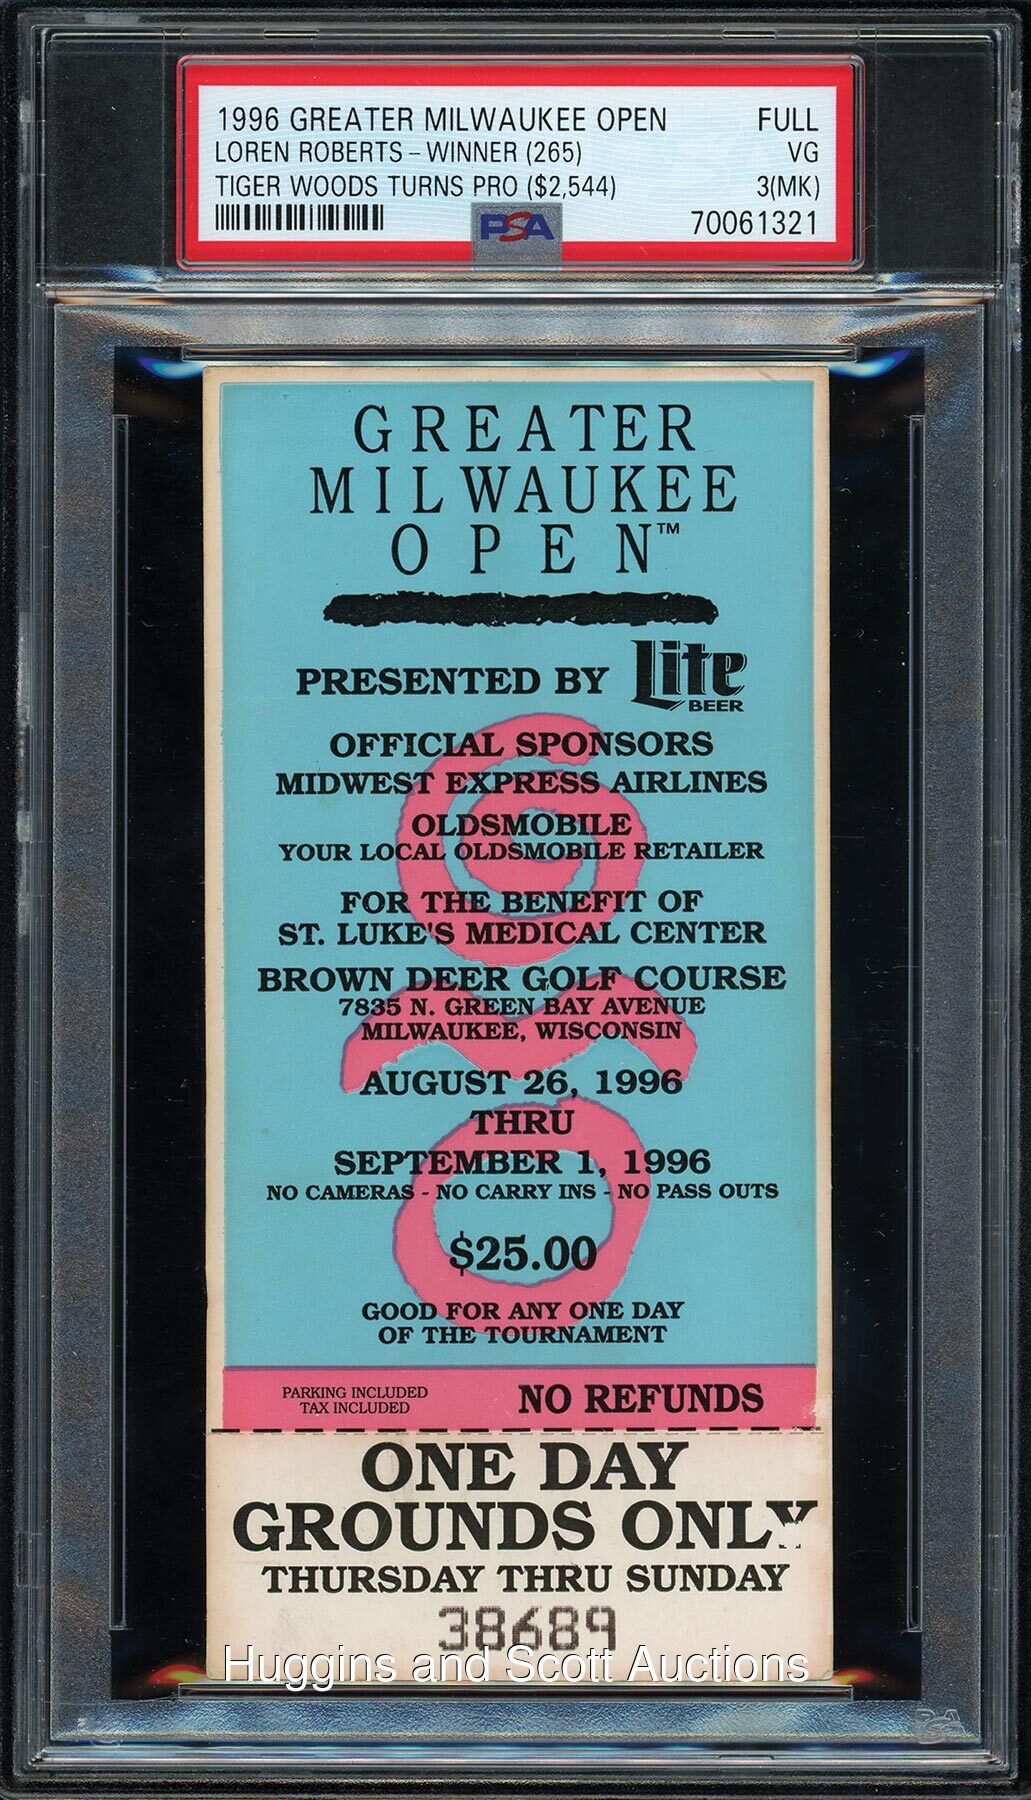 1996 GREATER MILWAUKEE OPEN FULL
LOREN ROBERTS - WINNER (265) VG
TIGER WOODS TURNS PRO ($2,544) 3(MK)
PSA 70061321
GREATER
MILWAUKEE
OPEN™
PRESENTED BY Lite BEER
OFFICIAL SPONSORS
MIDWEST EXPRESS AIRLINES
OLDSMOBILE
YOUR LOCAL OLDSMOBILE RETAILER
FOR THE BENEFIT OF
ST. LUKE'S MEDICAL CENTER
BROWN DEER GOLF COURSE
7835 N. GREEN BAY AVENUE
MILWAUKEE, WISCONSIN
AUGUST 26, 1996
THRU
SEPTEMBER 1, 1996
NO CAMERAS - NO CARRY INS - NO PASS OUTS
$25.00
GOOD FOR ANY ONE DAY
OF THE TOURNAMENT
PARKING INCLUDED
TAX INCLUDED
NO REFUNDS
ONE DAY
GROUNDS ONLY
THURSDAY THRU SUNDAY
38689
Huggins and Scott Auctions
PSA